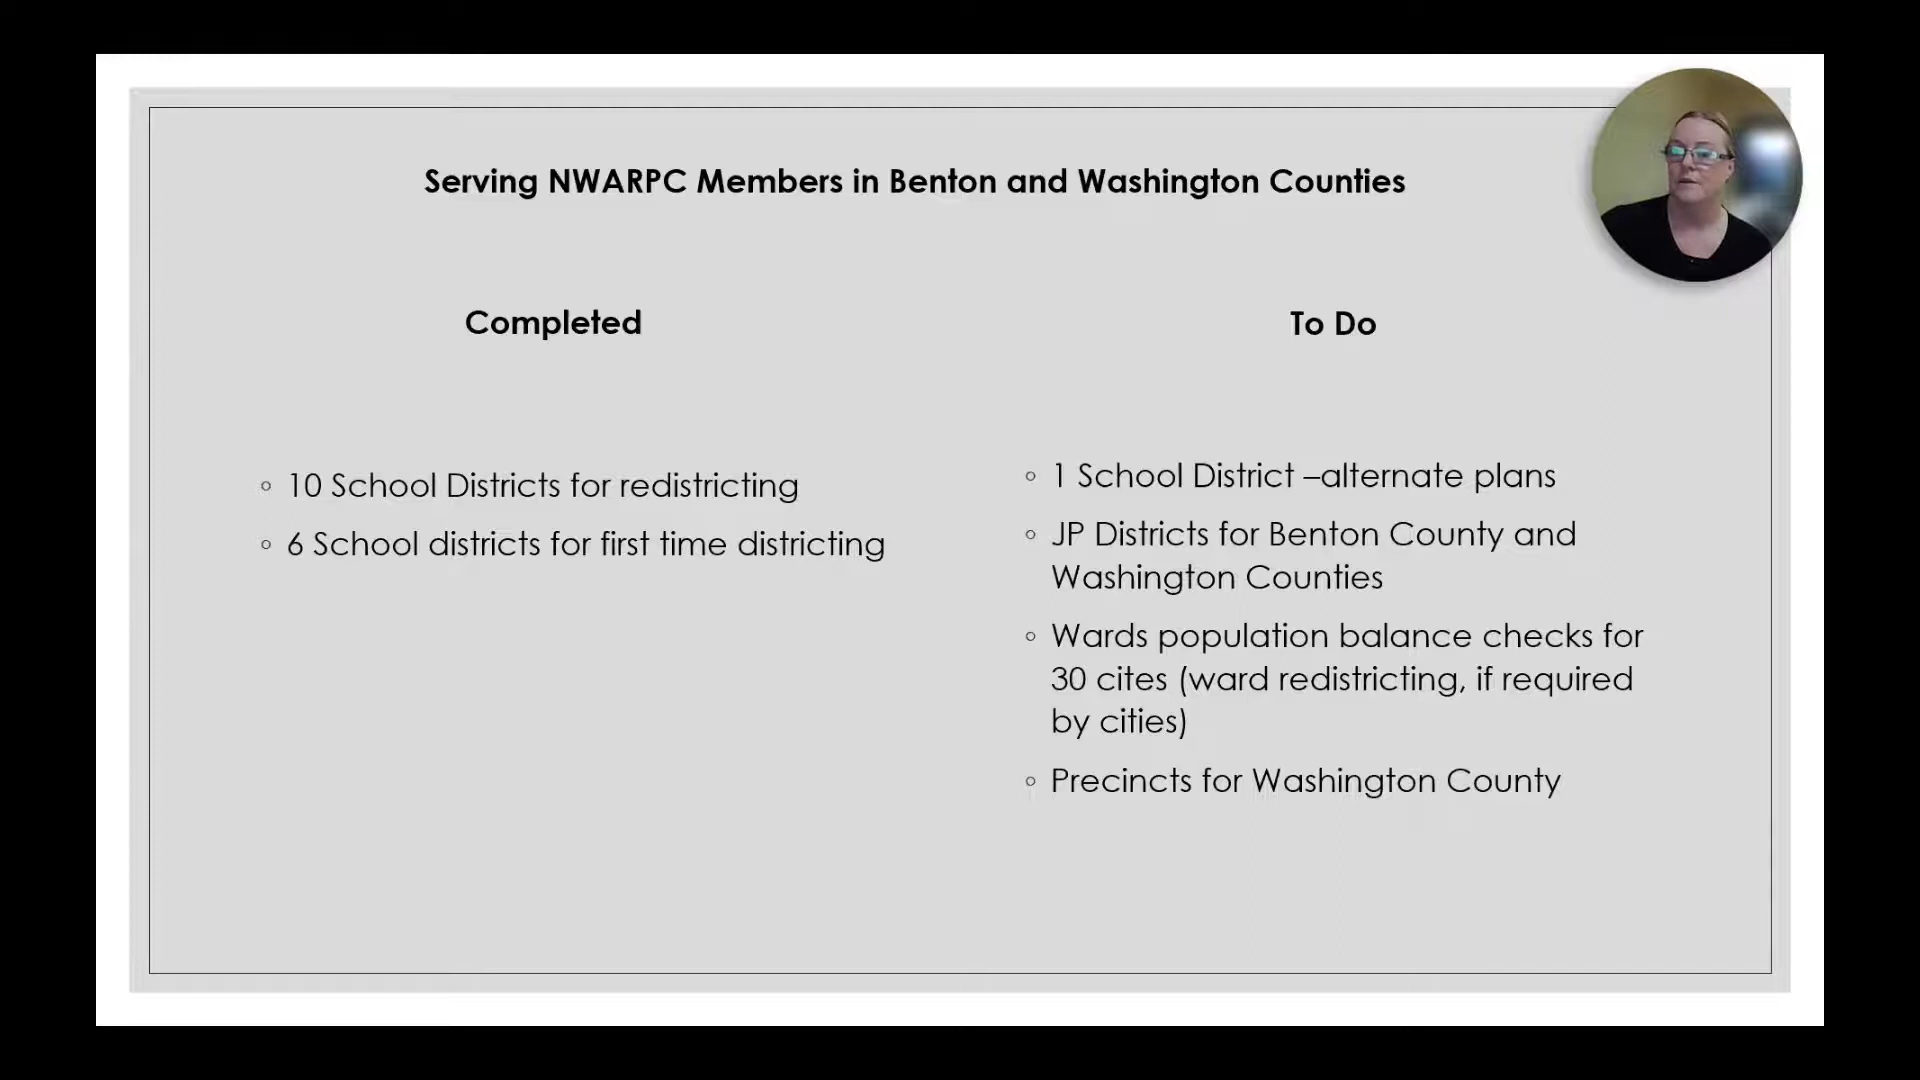 Serving NWARPC Members in Benton and Washington Counties
Completed
◦ 10 School Districts for redistricting
◦ 6 School districts for first time districting
To Do
◦ 1 School District –alternate plans
◦ JP Districts for Benton County and
Washington Counties
◦ Wards population balance checks for
30 cites (ward redistricting, if required
by cities)
◦ Precincts for Washington County